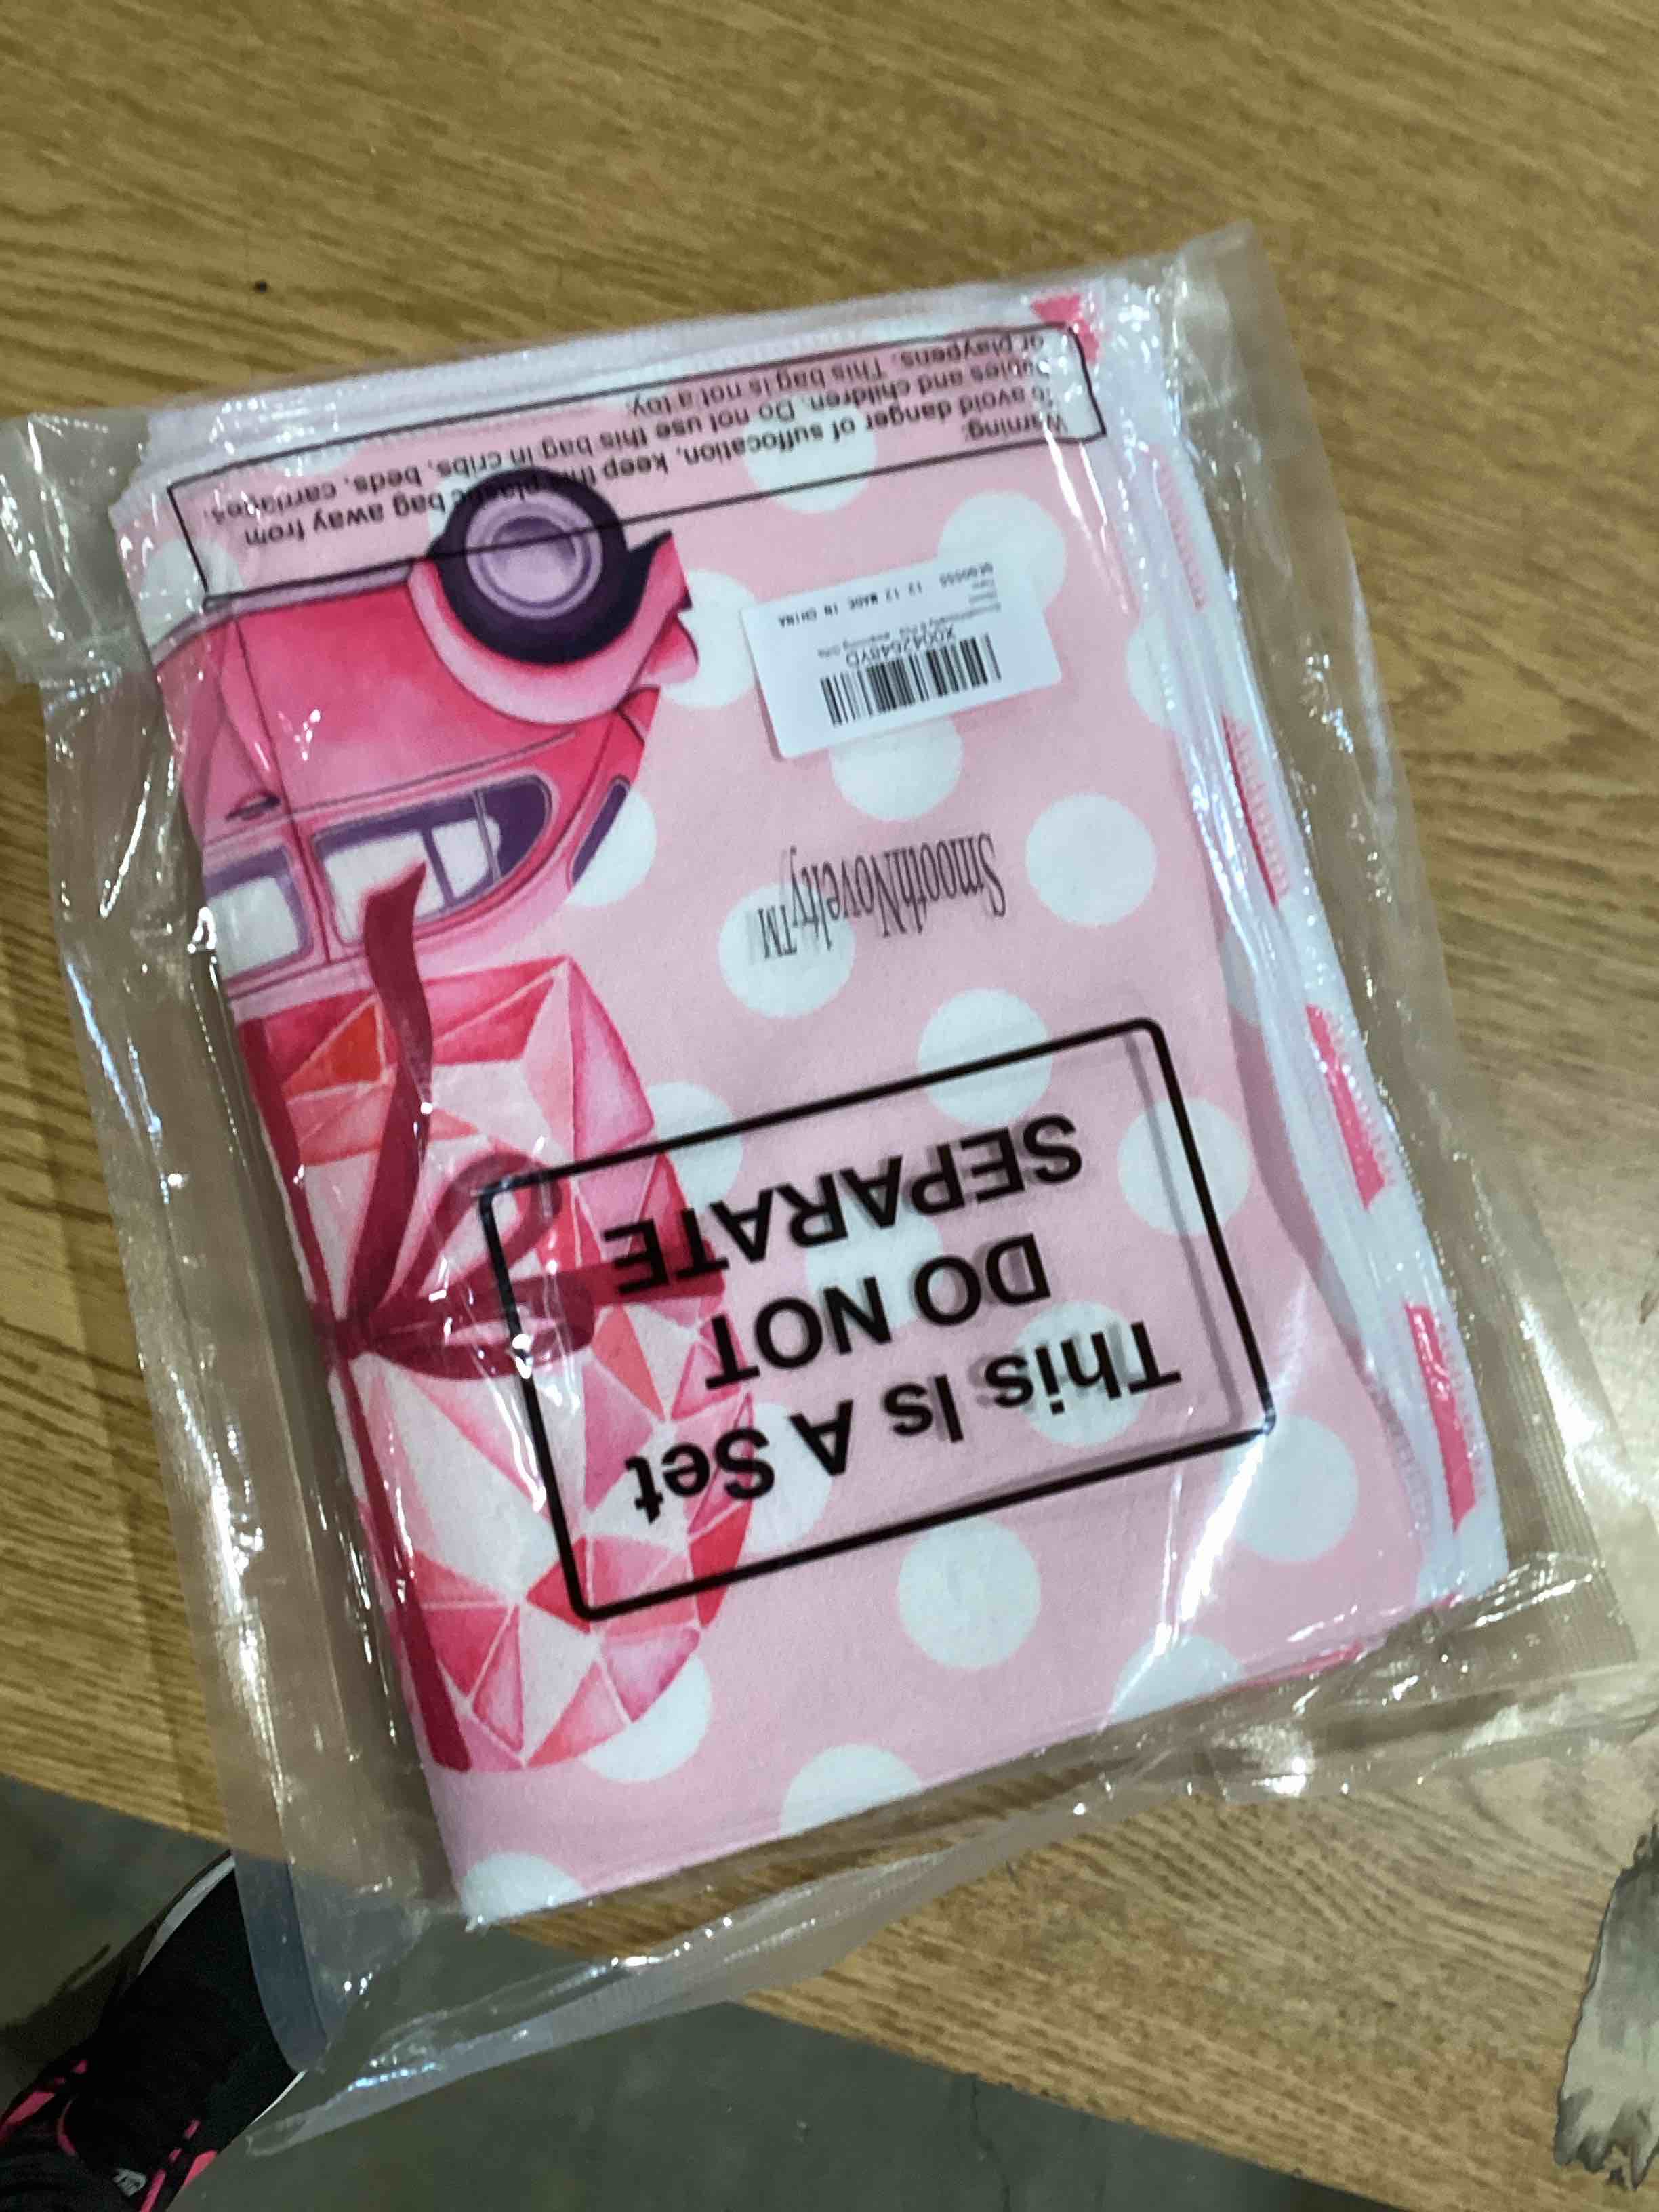 This Is A Set
DO NOT
SEPARATE
SmoothNovelty™
X0042648YD
MADE IN CHINA
Warning:
To avoid danger of suffocation, keep this plastic bag away from
babies and children. Do not use this bag in cribs, beds, carriages,
or playpens. This bag is not a toy.